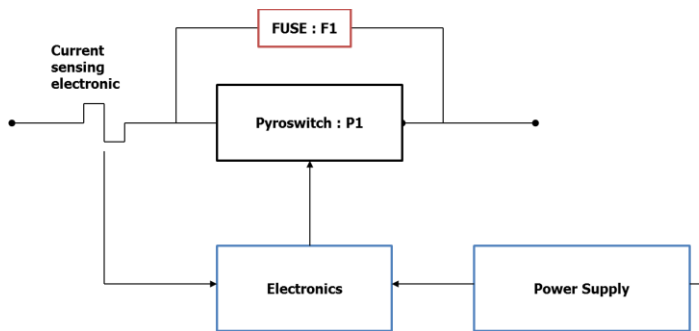 FUSE : F1
Current
sensing
electronic
Pyroswitch : P1
Electronics
Power Supply